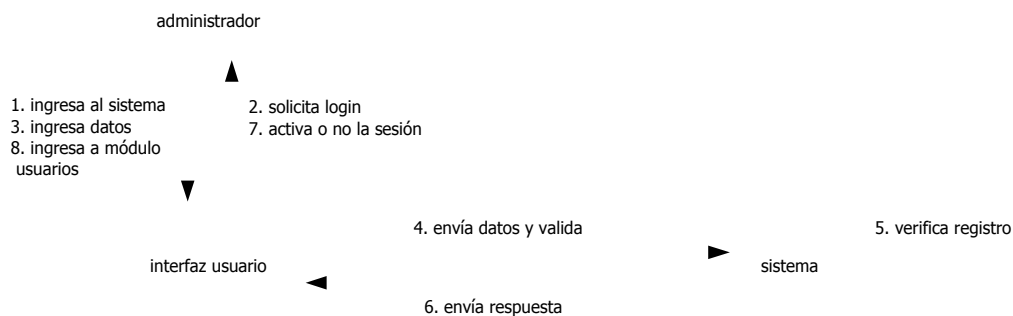 administrador
1. ingresa al sistema
3. ingresa datos
8. ingresa a módulo
usuarios
2. solicita login
7. activa o no la sesión
4. envía datos y valida
5. verifica registro
interfaz usuario
sistema
6. envía respuesta